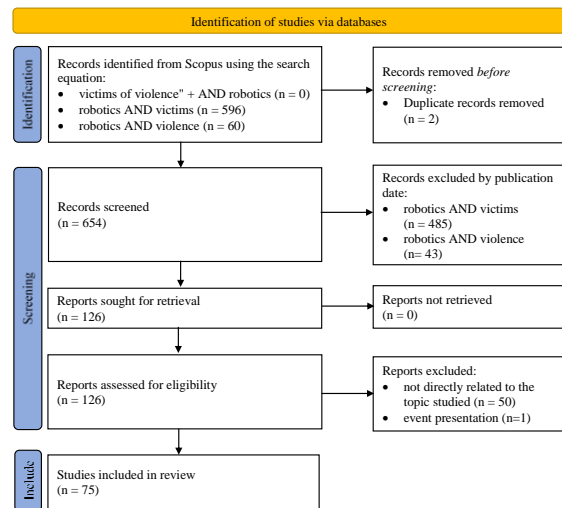 Identification of studies via databases
Identification
Records identified from Scopus using the search
equation:
• victims of violence" + AND robotics (n = 0)
• robotics AND victims (n = 596)
• robotics AND violence (n = 60)
Records removed before
screening:
• Duplicate records removed
(n = 2)
Screening
Records screened
(n = 654)
Records excluded by publication
date:
• robotics AND victims
(n = 485)
• robotics AND violence
(n= 43)
Reports sought for retrieval
(n = 126)
Reports not retrieved
(n = 0)
Reports assessed for eligibility
(n = 126)
Reports excluded:
• not directly related to the
topic studied (n = 50)
• event presentation (n=1)
Include
Studies included in review
(n = 75)